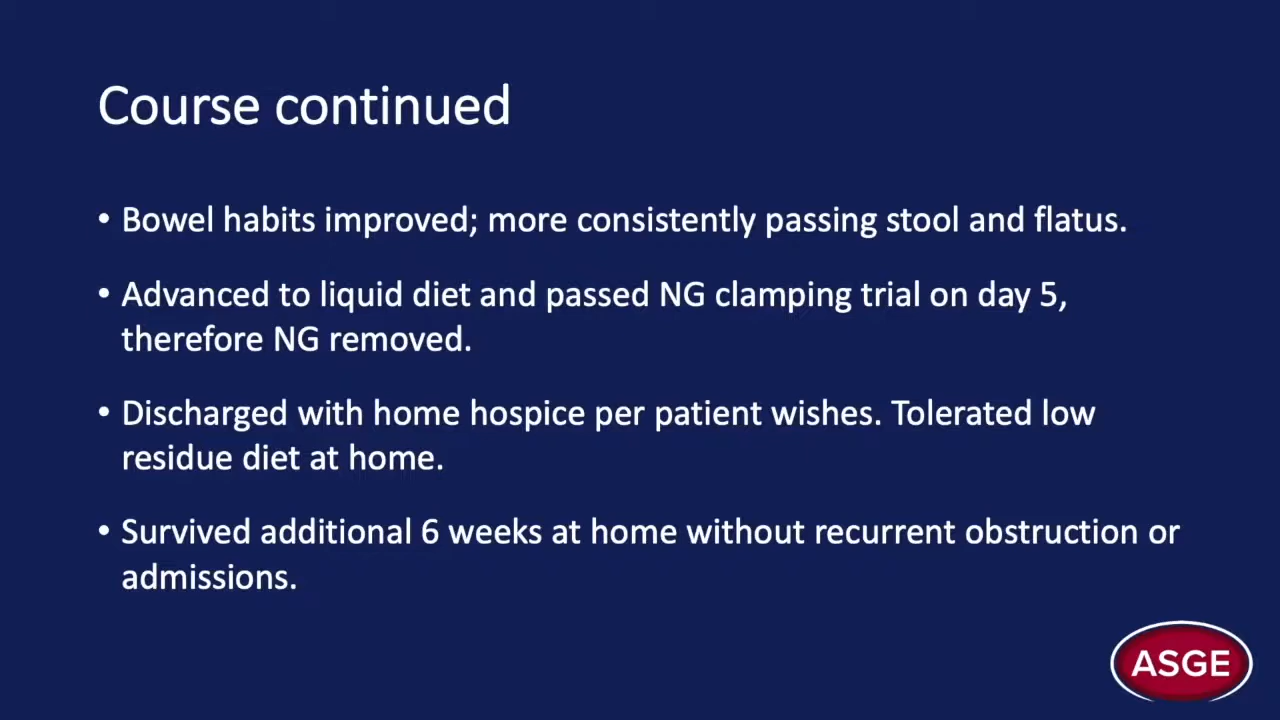 Course continued
• Bowel habits improved; more consistently passing stool and flatus.
• Advanced to liquid diet and passed NG clamping trial on day 5,
therefore NG removed.
• Discharged with home hospice per patient wishes. Tolerated low
residue diet at home.
• Survived additional 6 weeks at home without recurrent obstruction or
admissions.
ASGE